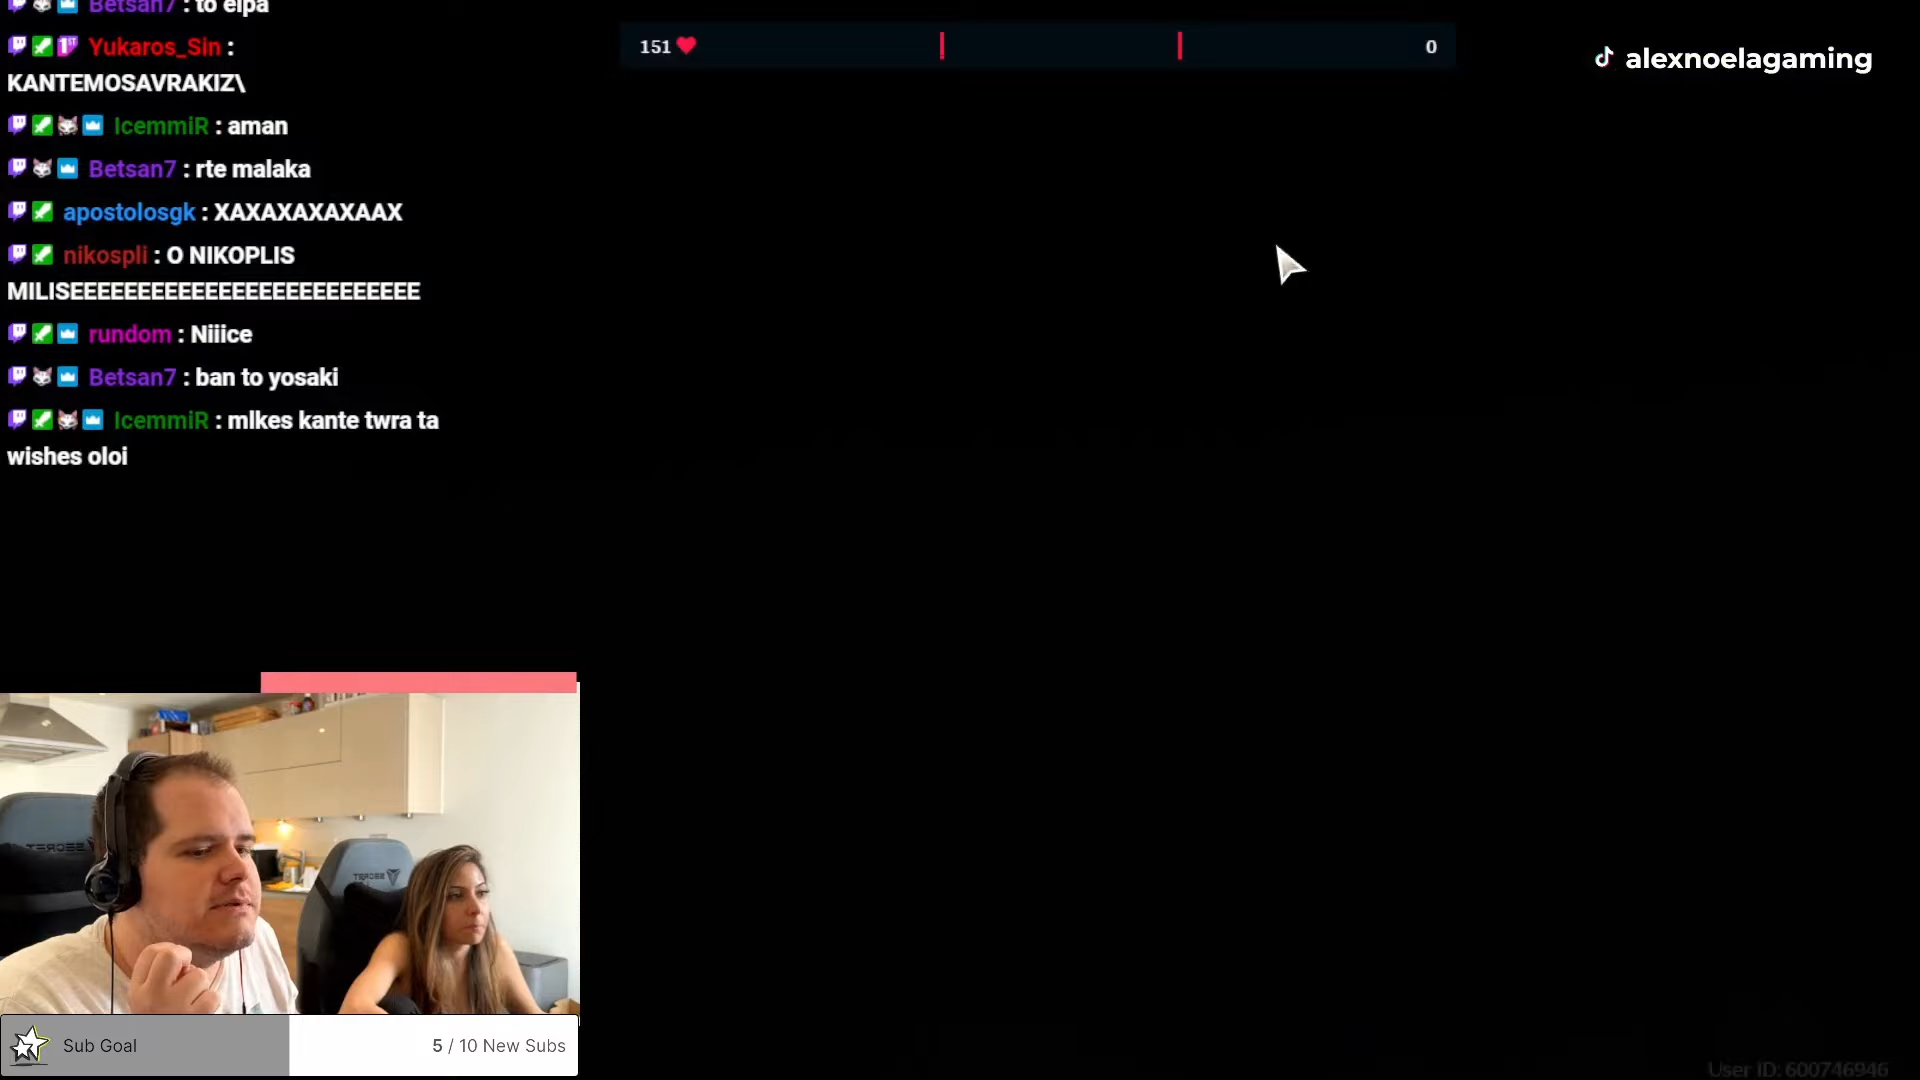 Betsan7 : to eipa
Yukaros_Sin :
KANTEMOSAVRAKIZ\
IcemmiR : aman
Betsan7 : rte malaka
apostolosgk : XAXAXAXAXAAX
nikospli : O NIKOPLIS
MILISEEEEEEEEEEEEEEEEEEEEEEEEEE
rundom : Niiice
Betsan7 : ban to yosaki
IcemmiR : mlkes kante twra ta
wishes oloi
151
0
alexnoelagaming
Sub Goal
5 / 10 New Subs
User ID: 600746946